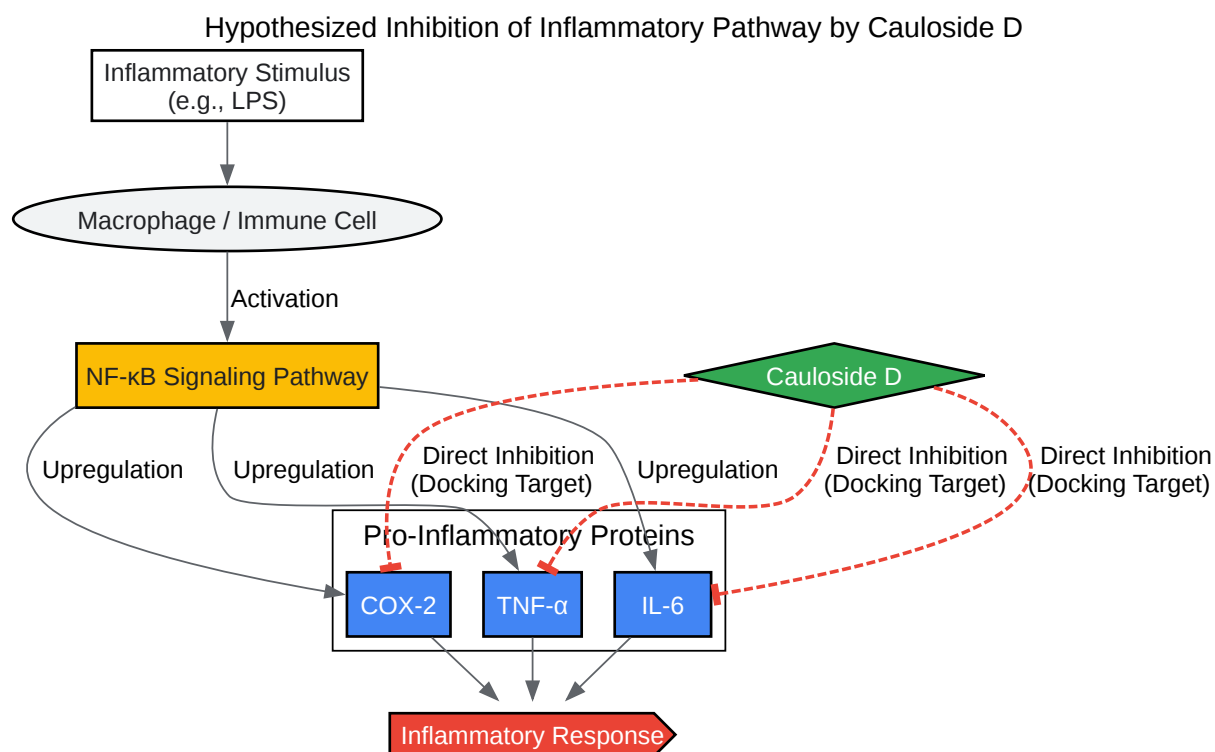 Hypothesized Inhibition of Inflammatory Pathway by Cauloside D
Inflammatory Stimulus
(e.g., LPS)
Macrophage / Immune Cell
Activation
NF-κB Signaling Pathway
Cauloside D
Upregulation
Upregulation
Direct Inhibition
(Docking Target)
Upregulation
Direct Inhibition
(Docking Target)
Direct Inhibition
(Docking Target)
Pro-Inflammatory Proteins
COX-2
TNF-α
IL-6
Inflammatory Response